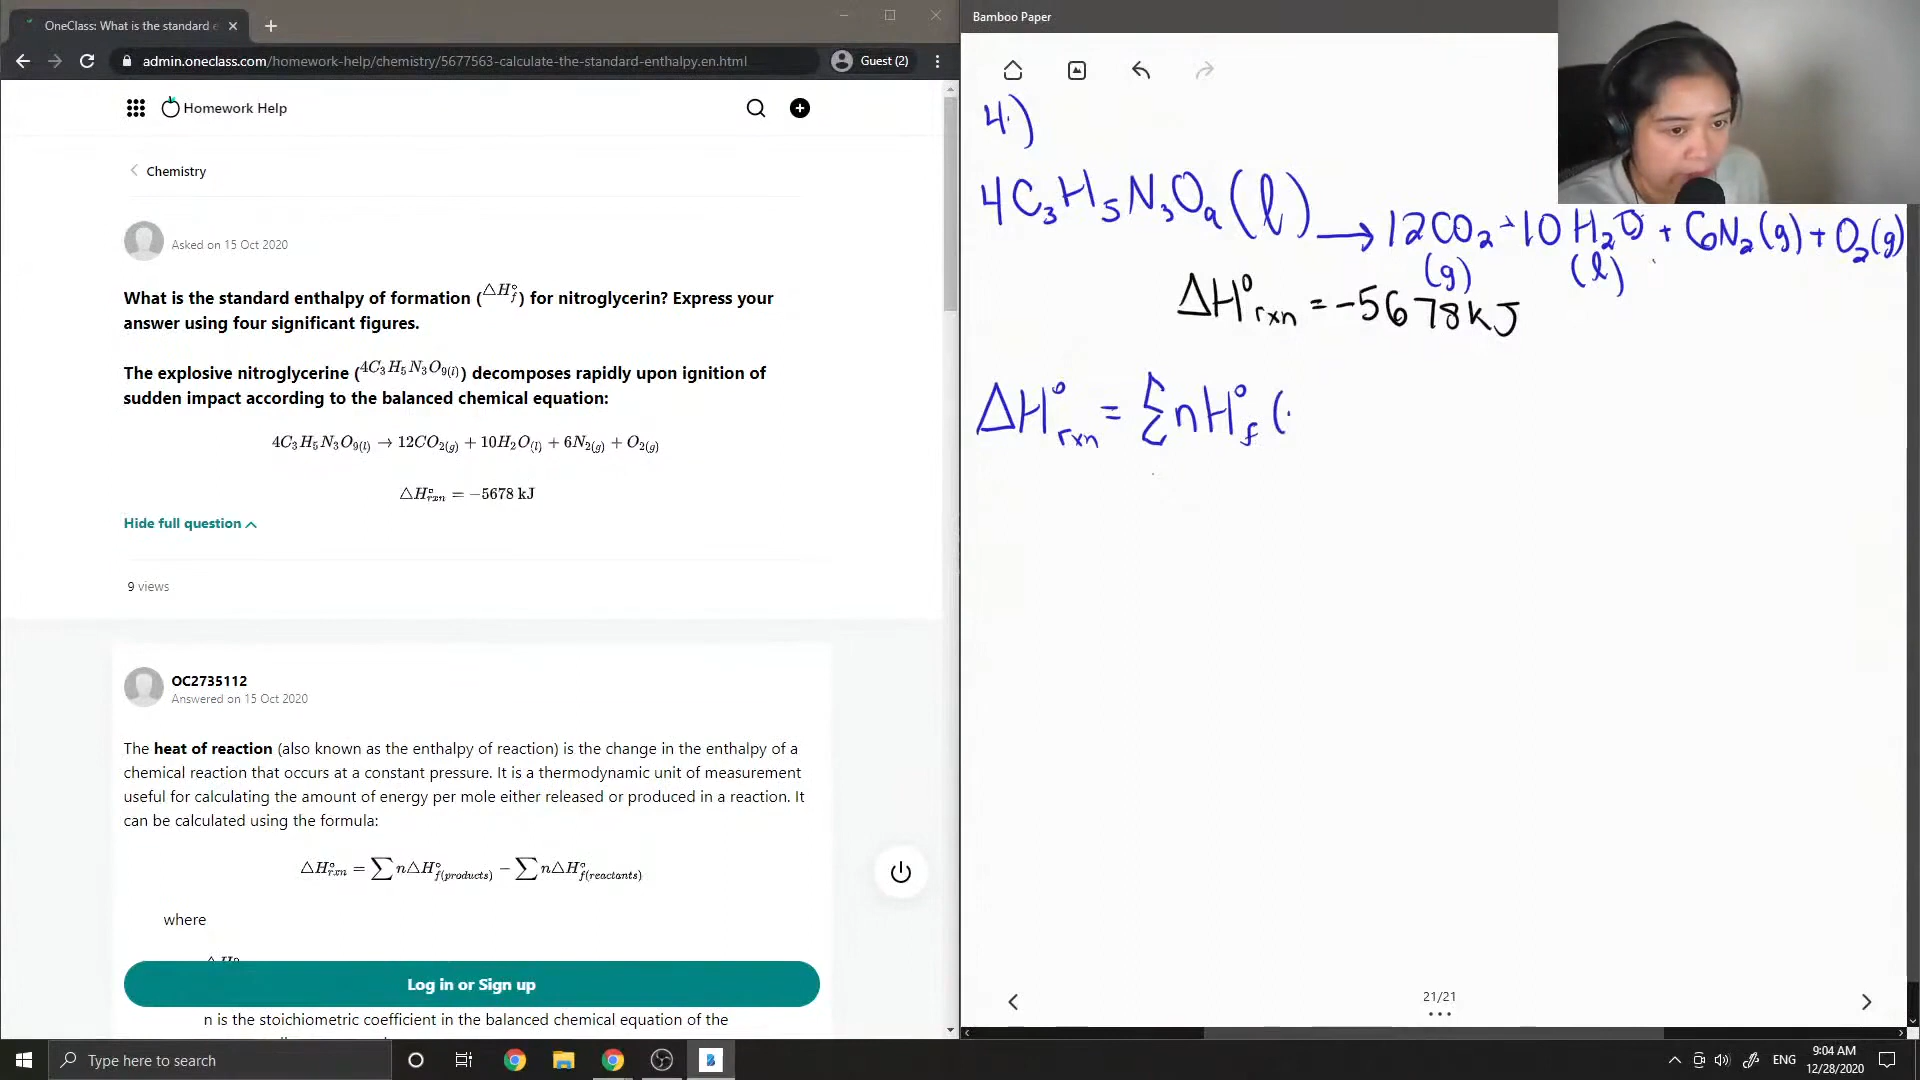 OneClass: What is the standard e
Bamboo Paper
admin.oneclass.com/homework-help/chemistry/5677563-calculate-the-standard-enthalpy.en.html
Guest (2)
Homework Help
Chemistry
Asked on 15 Oct 2020
What is the standard enthalpy of formation (△H°f) for nitroglycerin? Express your
answer using four significant figures.
The explosive nitroglycerine (4C₃H₅N₃O₉₍l₎) decomposes rapidly upon ignition of
sudden impact according to the balanced chemical equation:
4C₃H₅N₃O₉₍l₎ → 12CO₂₍g₎ + 10H₂O₍l₎ + 6N₂₍g₎ + O₂₍g₎
△H°rxn = −5678 kJ
Hide full question
9 views
OC2735112
Answered on 15 Oct 2020
The heat of reaction (also known as the enthalpy of reaction) is the change in the enthalpy of a
chemical reaction that occurs at a constant pressure. It is a thermodynamic unit of measurement
useful for calculating the amount of energy per mole either released or produced in a reaction. It
can be calculated using the formula:
△H°rxn = ∑ n△H°f(products) − ∑ n△H°f(reactants)
where
Log in or Sign up
n is the stoichiometric coefficient in the balanced chemical equation of the
4.)
4C₃H₅N₃O₉(l) → 12CO₂ + 10H₂O + 6N₂(g) + O₂(g)
(g) (l)
ΔH°rxn = -5678kJ
ΔH°rxn = ∑nH°f (
21/21
Type here to search
ENG
9:04 AM
12/28/2020